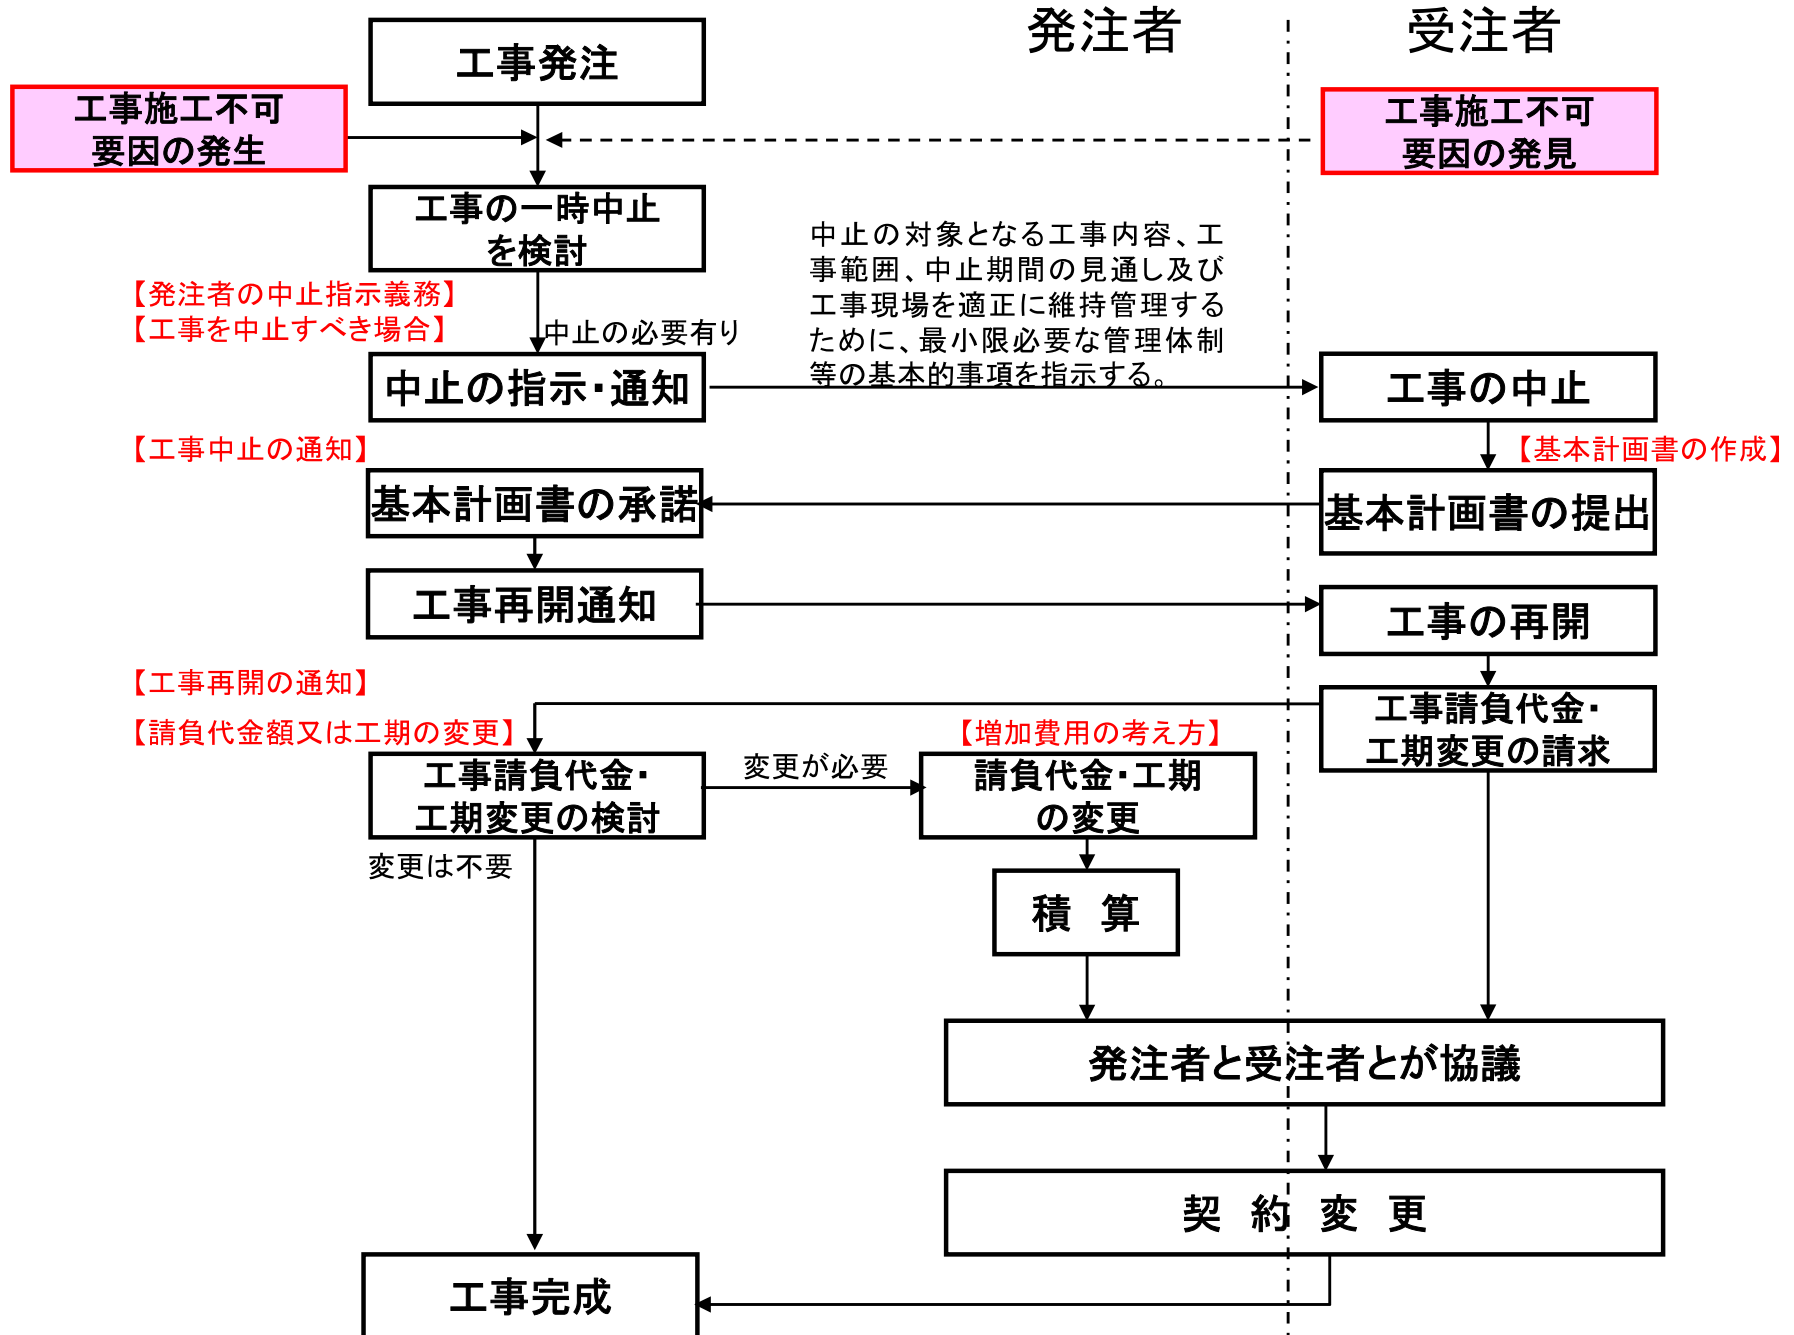 発注者
受注者
工事発注
工事施工不可
要因の発生
工事施工不可
要因の発見
工事の一時中止
を検討
中止の対象となる工事内容、工
事範囲、中止期間の見通し及び
工事現場を適正に維持管理する
ために、最小限必要な管理体制
等の基本的事項を指示する。
【発注者の中止指示義務】
【工事を中止すべき場合】
中止の必要有り
中止の指示・通知
工事の中止
【工事中止の通知】
【基本計画書の作成】
基本計画書の承諾
基本計画書の提出
工事再開通知
工事の再開
【工事再開の通知】
工事請負代金・
工期変更の請求
【請負代金額又は工期の変更】
【増加費用の考え方】
工事請負代金・
工期変更の検討
変更が必要
請負代金・工期
の変更
変更は不要
積 算
発注者と受注者とが協議
契 約 変 更
工事完成